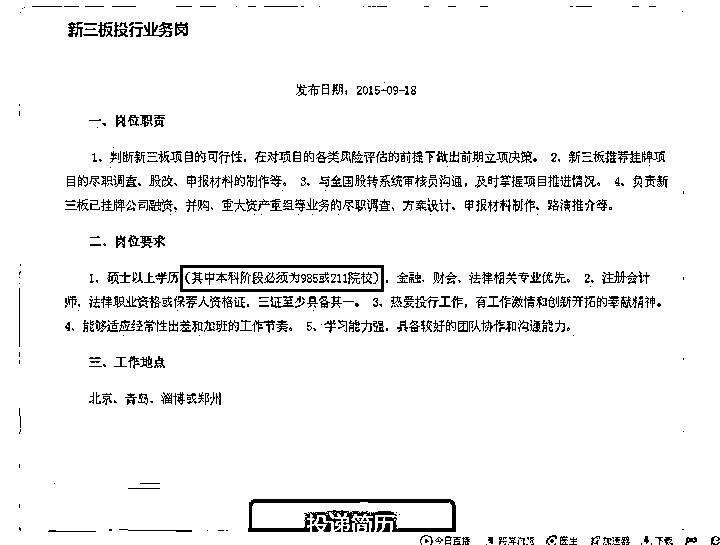 新三板投行业务岗
发布日期：2015-09-18
一、岗位职责
1、判断新三板项目的可行性，在对项目的各类风险评估的前提下做出前期立项决策。 2、新三板推荐挂牌项
目的尽职调查、股改、申报材料的制作等。 3、与全国股转系统审核员沟通，及时掌握项目推进情况。 4、负责新
三板已挂牌公司融资、并购、重大资产重组等业务的尽职调查、方案设计、申报材料制作、路演推介等。
二、岗位要求
1、硕士以上学历（其中本科阶段必须为985或211院校），金融、财会、法律相关专业优先。 2、注册会计
师、法律职业资格或保荐人资格证，三证至少具备其一。 3、热爱投行工作，有工作激情和创新开拓的奉献精神。
4、能够适应经常性出差和加班的工作节奏。 5、学习能力强，具备较好的团队协作和沟通能力。
三、工作地点
北京、青岛、淄博或郑州
投递简历
今日直播 医生 加速器 下载